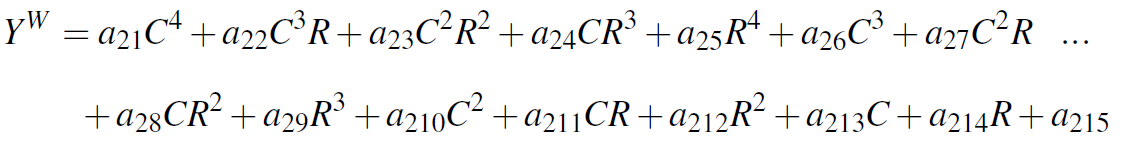 Y^W = a_{21}C^4 + a_{22}C^3R + a_{23}C^2R^2 + a_{24}CR^3 + a_{25}R^4 + a_{26}C^3 + a_{27}C^2R ...
+ a_{28}CR^2 + a_{29}R^3 + a_{210}C^2 + a_{211}CR + a_{212}R^2 + a_{213}C + a_{214}R + a_{215}